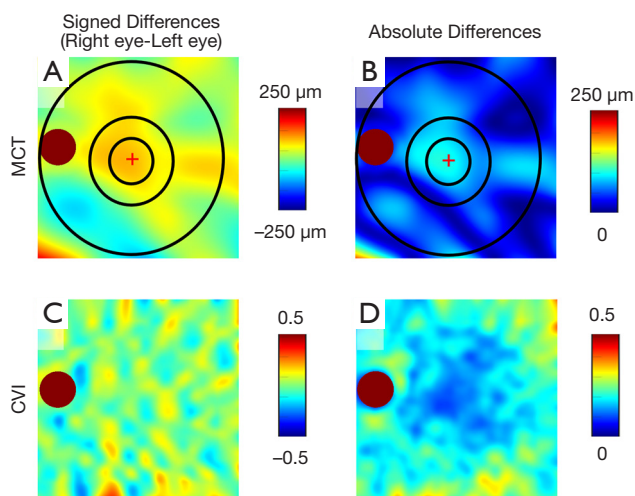 Signed Differences
(Right eye-Left eye)
Absolute Differences
A
B
MCT
250 µm
−250 µm
250 µm
0
C
D
CVI
0.5
−0.5
0.5
0